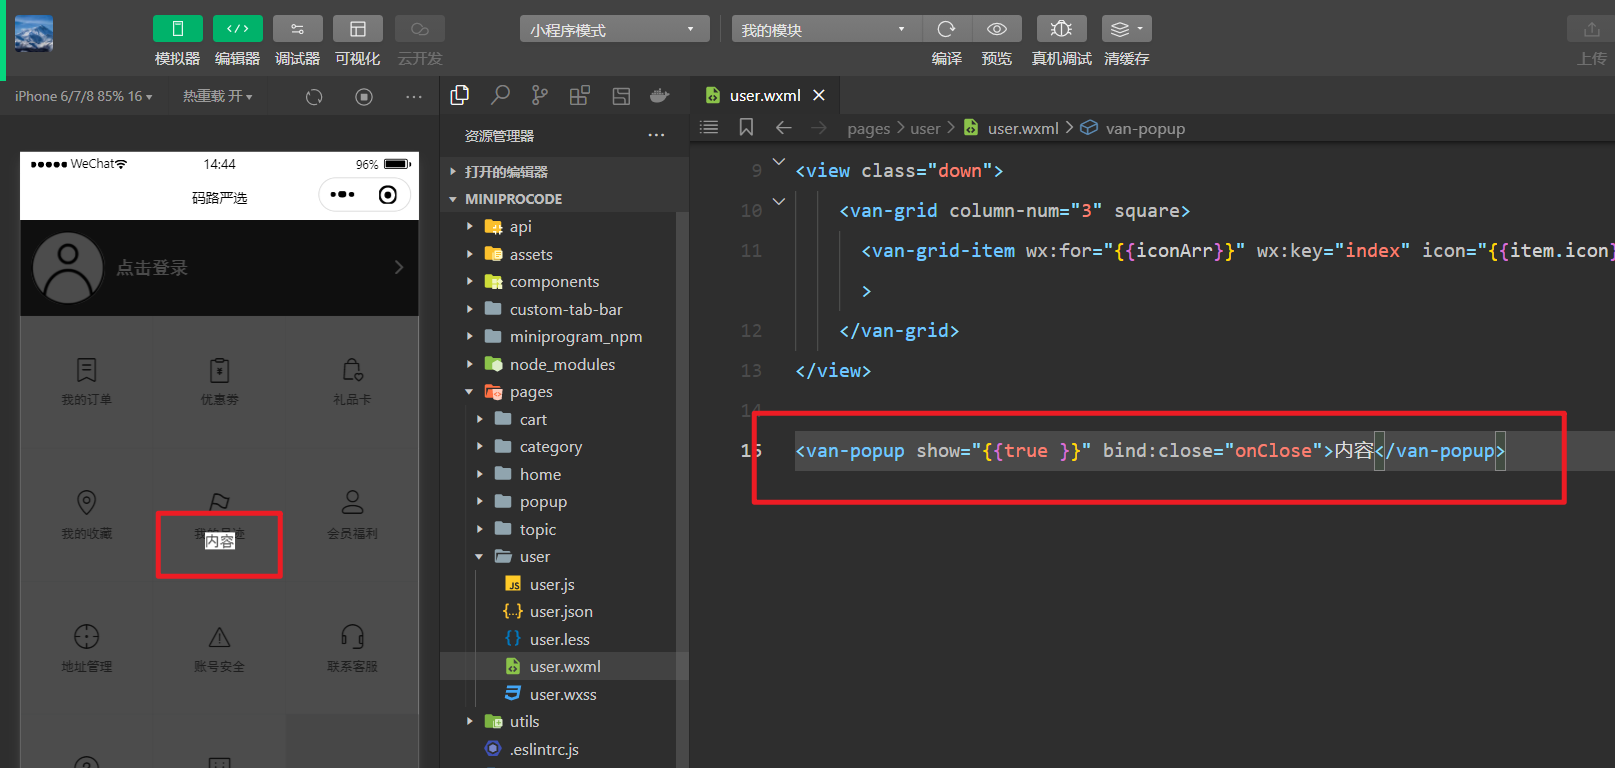 模拟器
编辑器
调试器
可视化
云开发
小程序模式
我的模块
编译
预览
真机调试
清缓存
上传
iPhone 6/7/8 85% 16
热重载 开
WeChat
14:44
96%
码路严选
点击登录
我的订单
优惠劵
礼品卡
我的收藏
我的足迹
会员福利
内容
地址管理
账号安全
联系客服
资源管理器
打开的编辑器
MINIPROCODE
api
assets
components
custom-tab-bar
miniprogram_npm
node_modules
pages
cart
category
home
popup
topic
user
user.js
user.json
user.less
user.wxml
user.wxss
utils
.eslintrc.js
user.wxml
pages > user > user.wxml > van-popup
9 <view class="down">
10 <van-grid column-num="3" square>
11 <van-grid-item wx:for="{{iconArr}}" wx:key="index" icon="{{item.icon}
>
12 </van-grid>
13 </view>
14
15 <van-popup show="{{true }}" bind:close="onClose">内容</van-popup>